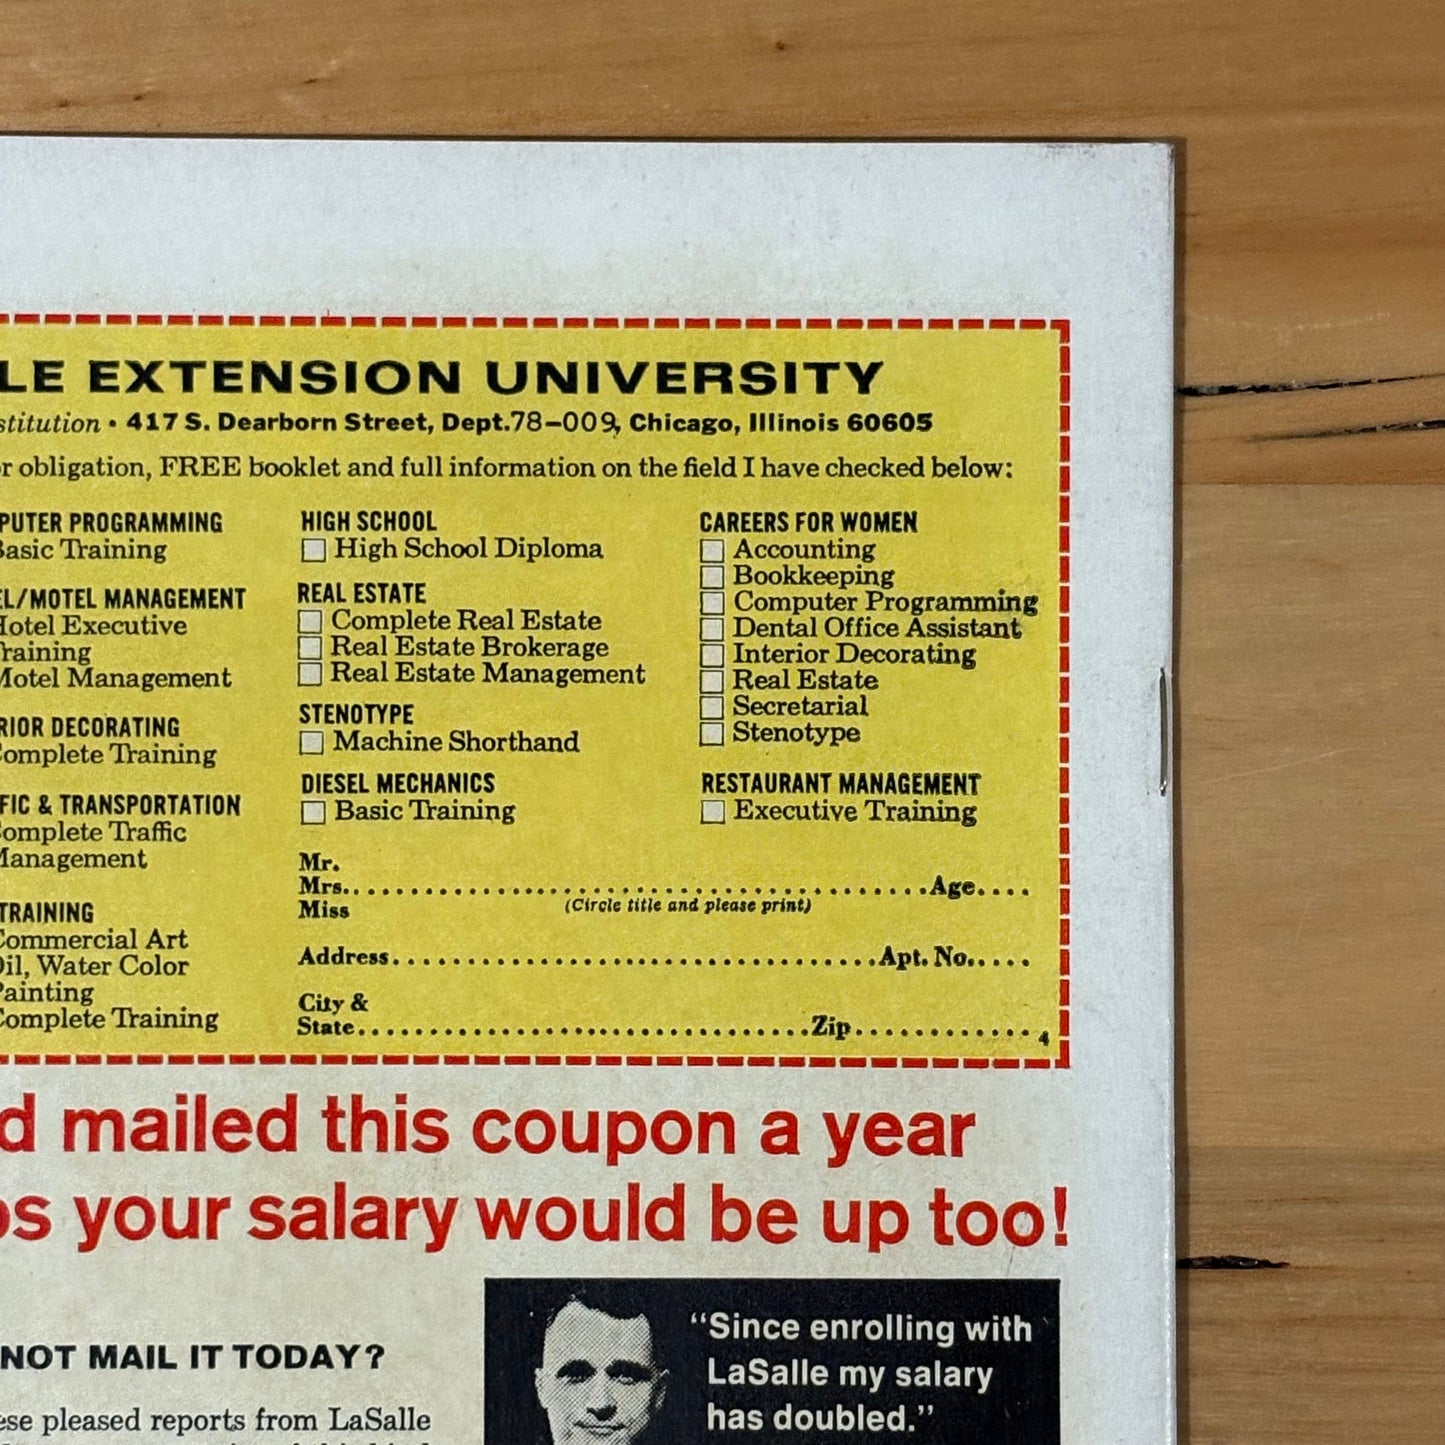 LE EXTENSION UNIVERSITY
stitution • 417 S. Dearborn Street, Dept.78-009, Chicago, Illinois 60605
r obligation, FREE booklet and full information on the field I have checked below:
PUTER PROGRAMMING
Basic Training
EL/MOTEL MANAGEMENT
Hotel Executive
Training
Motel Management
RIOR DECORATING
Complete Training
FIC & TRANSPORTATION
Complete Traffic
Management
TRAINING
Commercial Art
Oil, Water Color
Painting
Complete Training
HIGH SCHOOL
High School Diploma
REAL ESTATE
Complete Real Estate
Real Estate Brokerage
Real Estate Management
STENOTYPE
Machine Shorthand
DIESEL MECHANICS
Basic Training
CAREERS FOR WOMEN
Accounting
Bookkeeping
Computer Programming
Dental Office Assistant
Interior Decorating
Real Estate
Secretarial
Stenotype
RESTAURANT MANAGEMENT
Executive Training
Mr.
Mrs. Age
Miss (Circle title and please print)
Address Apt. No.
City &
State Zip 4
d mailed this coupon a year
ps your salary would be up too!
NOT MAIL IT TODAY?
ese pleased reports from LaSalle
"Since enrolling with
LaSalle my salary
has doubled."